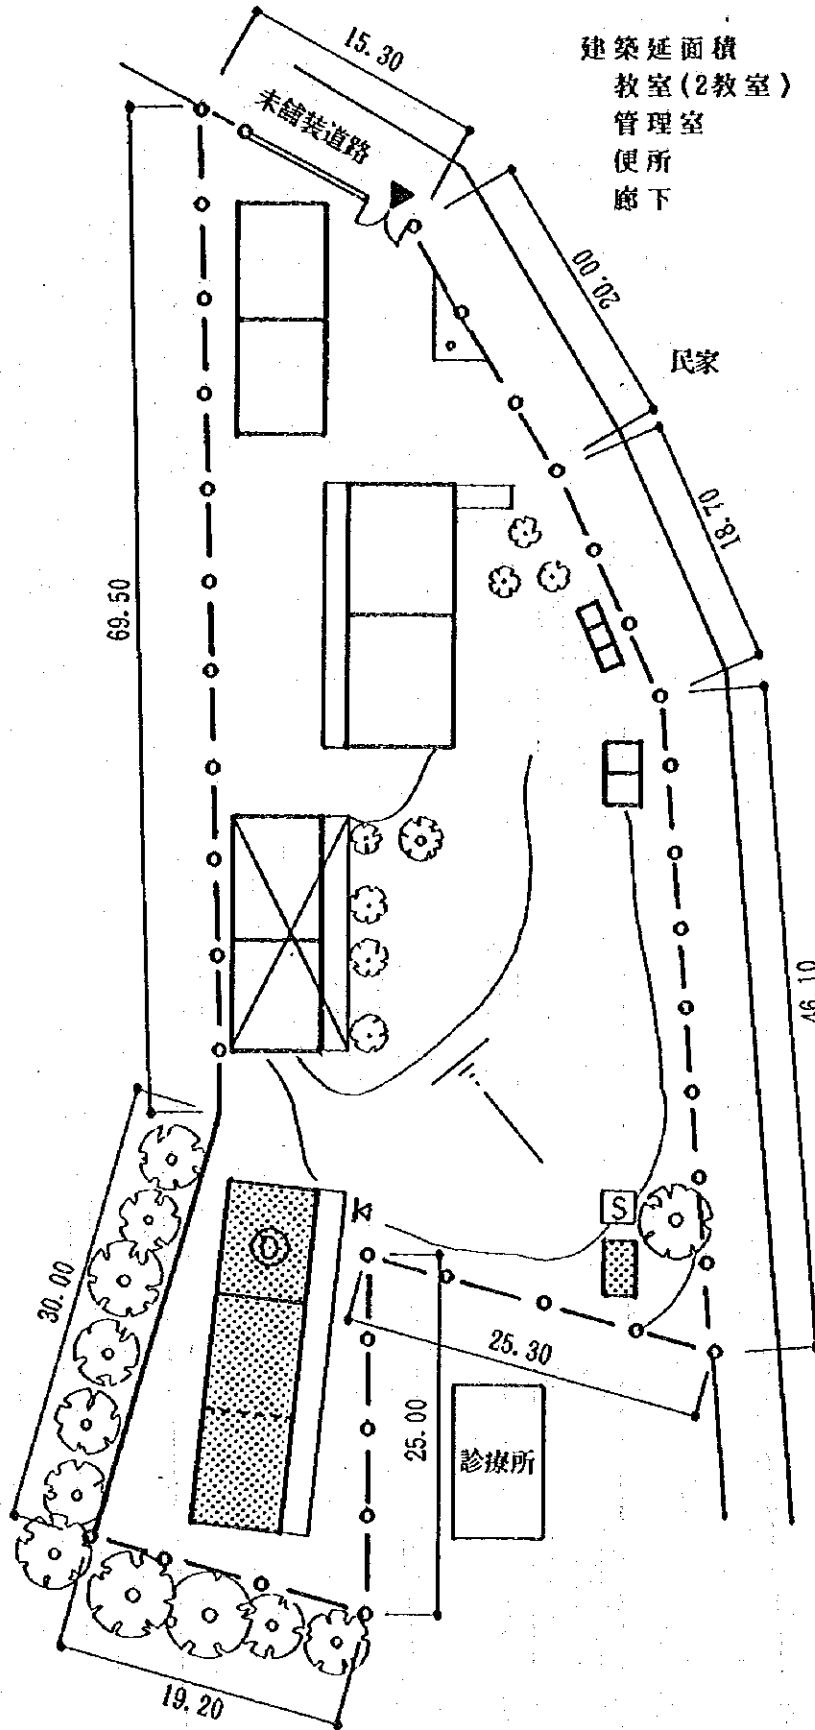 建築延面積
教室(2教室)
管理室
便所
廊下
15.30
未舗装道路
20.00
民家
18.70
69.50
46.10
S
D
30.00
25.30
25.00
診療所
19.20